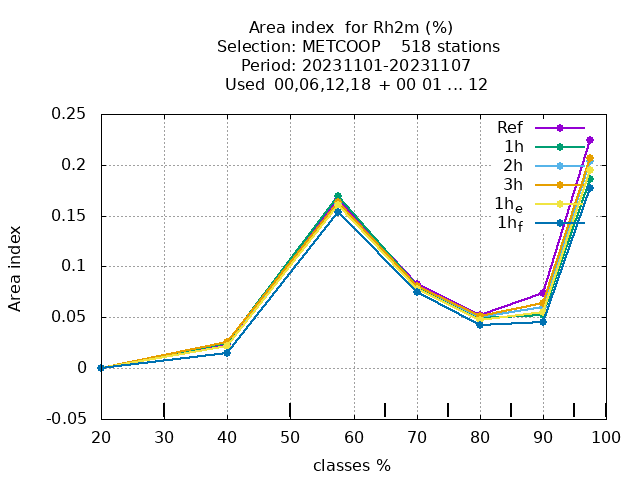 Area index  for Rh2m (%)
Selection: METCOOP    518 stations
Period: 20231101-20231107
Used  00,06,12,18 + 00 01 ... 12
Ref
1h
2h
3h
1he
1hf
0.25
0.2
0.15
0.1
0.05
0
-0.05
Area index
20 30 40 50 60 70 80 90 100
classes %